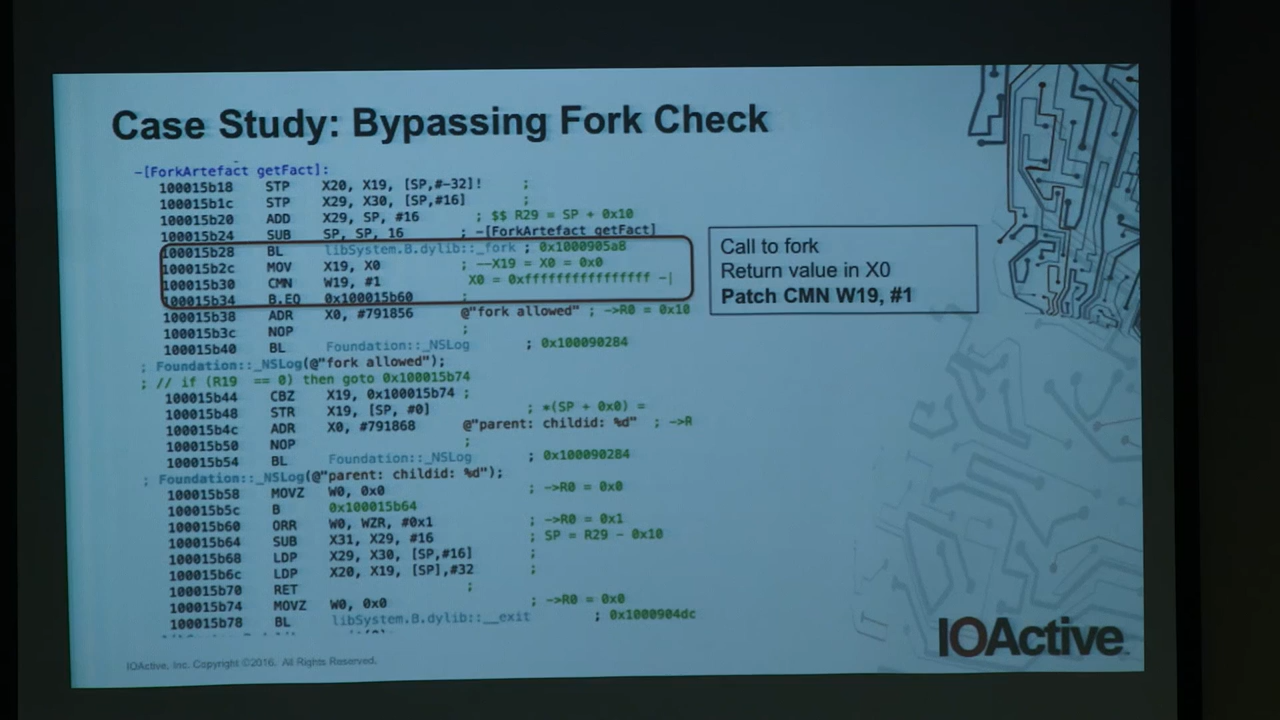 Case Study: Bypassing Fork Check
-[ForkArtefact getFact]:
100015b18 STP X20, X19, [SP,#-32]! ;
100015b1c STP X29, X30, [SP,#16] ;
100015b20 ADD X29, SP, #16 ; $$ R29 = SP + 0x10
100015b24 SUB SP, SP, 16 ; -[ForkArtefact getFact]
100015b28 BL libSystem.B.dylib::_fork ; 0x1000905a8
100015b2c MOV X19, X0 ; --X19 = X0 = 0x0
100015b30 CMN W19, #1 X0 = 0xffffffffffffffff -|
100015b34 B.EQ 0x100015b60 ;
100015b38 ADR X0, #791856 @"fork allowed" ; ->R0 = 0x10
100015b3c NOP ;
100015b40 BL Foundation::_NSLog ; 0x100090284
; Foundation::_NSLog(@"fork allowed");
; // if (R19 == 0) then goto 0x100015b74
100015b44 CBZ X19, 0x100015b74 ;
100015b48 STR X19, [SP, #0] ; *(SP + 0x0) =
100015b4c ADR X0, #791868 @"parent: childid: %d" ; ->R
100015b50 NOP ;
100015b54 BL Foundation::_NSLog ; 0x100090284
; Foundation::_NSLog(@"parent: childid: %d");
100015b58 MOVZ W0, 0x0 ; ->R0 = 0x0
100015b5c B 0x100015b64
100015b60 ORR W0, WZR, #0x1 ; ->R0 = 0x1
100015b64 SUB X31, X29, #16 ; SP = R29 - 0x10
100015b68 LDP X29, X30, [SP,#16] ;
100015b6c LDP X20, X19, [SP],#32 ;
100015b70 RET ;
100015b74 MOVZ W0, 0x0 ; ->R0 = 0x0
100015b78 BL libSystem.B.dylib::__exit ; 0x1000904dc
Call to fork
Return value in X0
Patch CMN W19, #1
IOActive, Inc. Copyright ©2016. All Rights Reserved.
IOActive